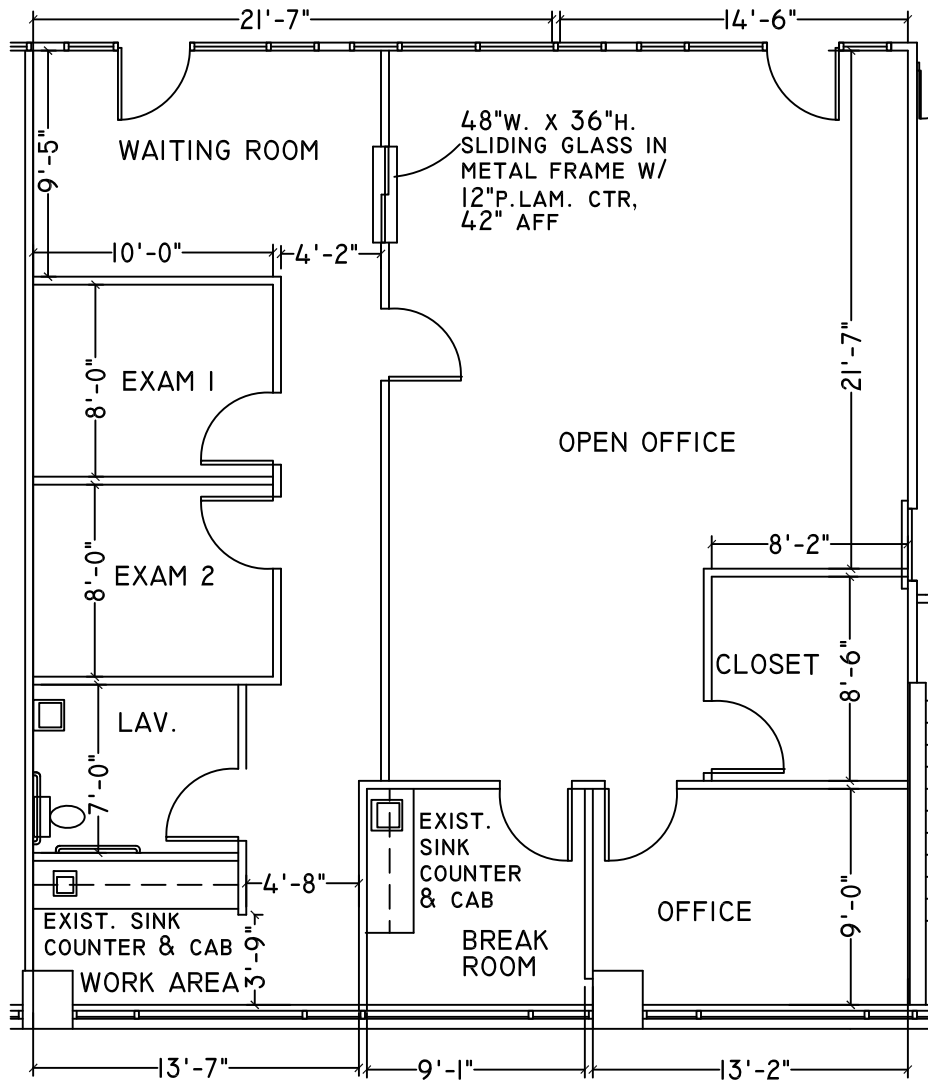 21'-7"
14'-6"
WAITING ROOM
9'-5"
48"W. X 36"H.
SLIDING GLASS IN
METAL FRAME W/
12"P.LAM. CTR,
42" AFF
10'-0"
4'-2"
21'-7"
8'-0"
EXAM 1
OPEN OFFICE
8'-2"
8'-0"
EXAM 2
CLOSET
8'-6"
LAV.
7'-0"
EXIST.
SINK
COUNTER
& CAB
4'-8"
EXIST. SINK
COUNTER & CAB
3'-9"
WORK AREA
BREAK
ROOM
OFFICE
9'-0"
13'-7"
9'-1"
13'-2"